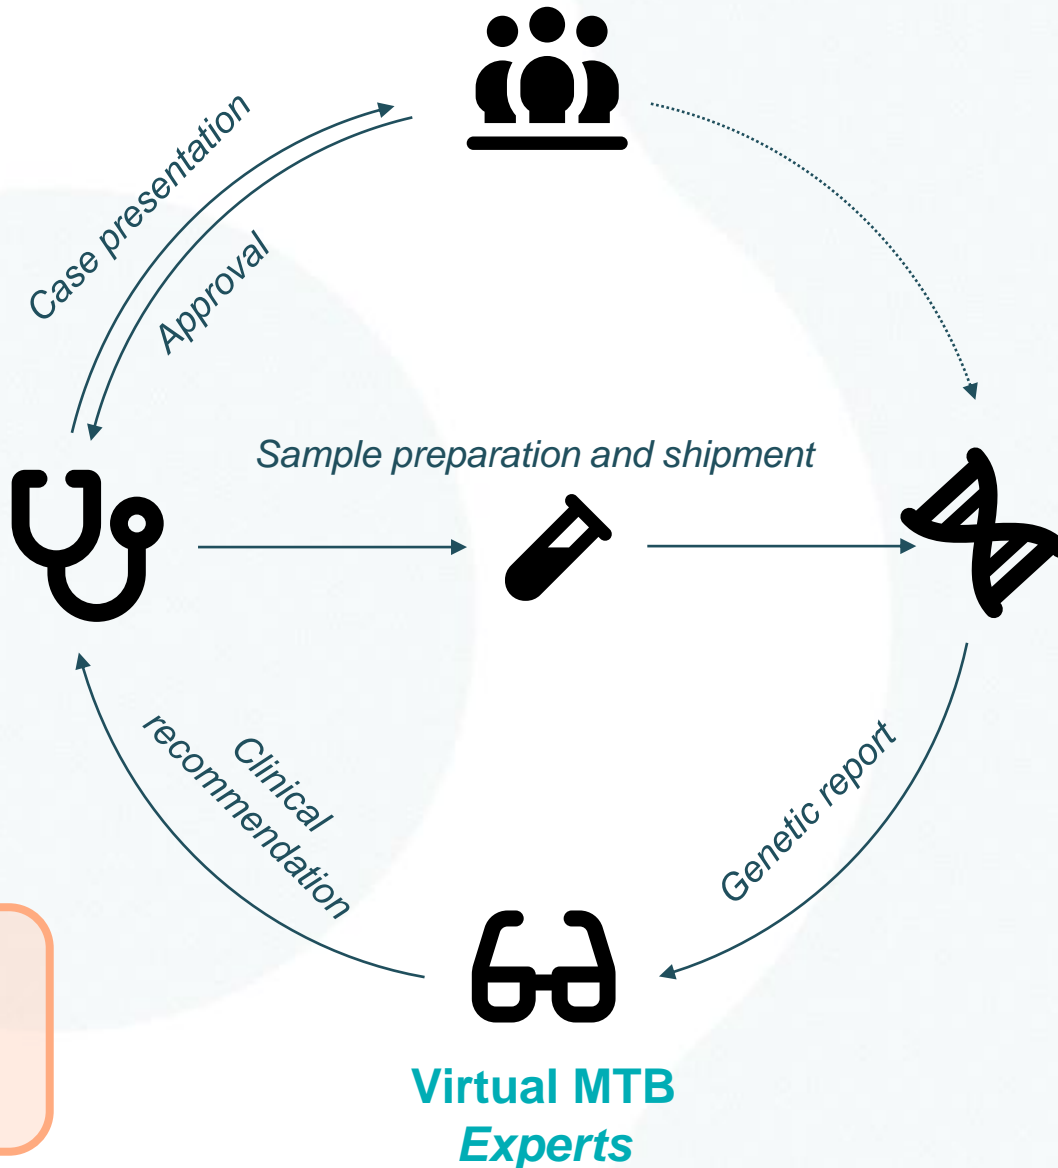 Case presentation
Approval
Sample preparation and shipment
Clinical
recommendation
Genetic report
Virtual MTB
Experts